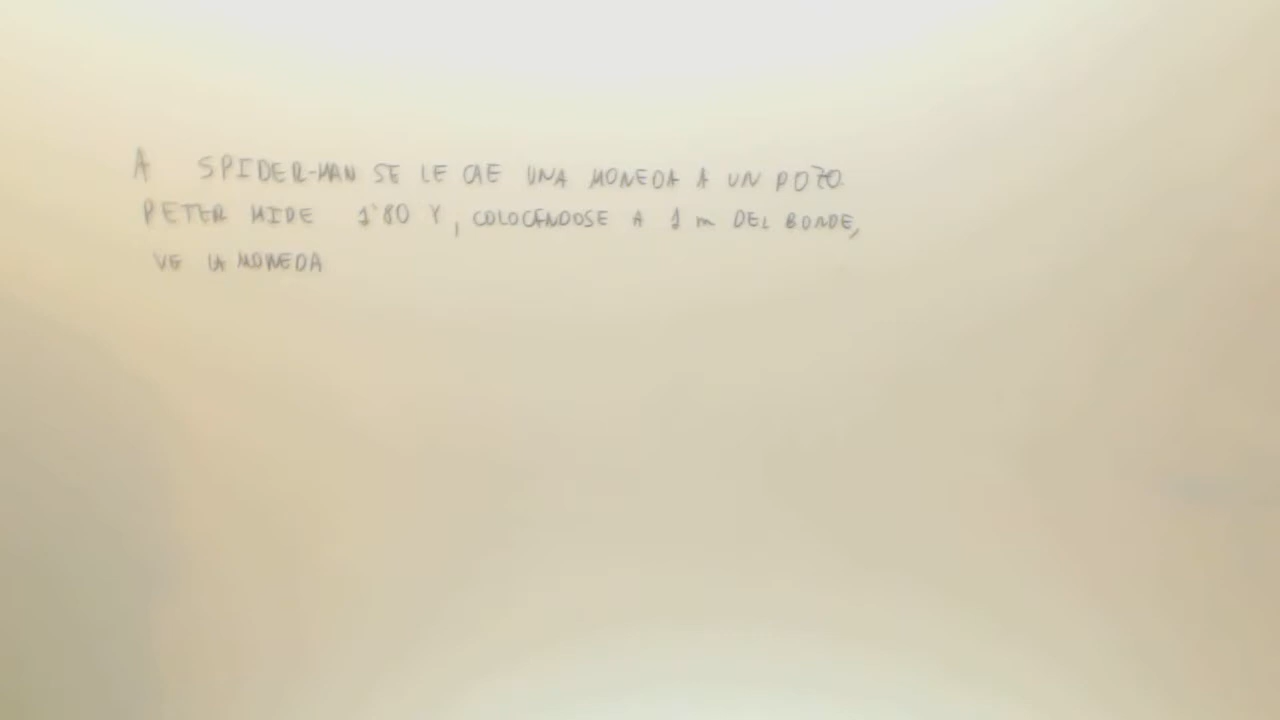 A SPIDER-MAN SE LE CAE UNA MONEDA A UN POZO.
PETER MIDE 1'80 Y, COLOCÁNDOSE A 1 m DEL BORDE,
VE LA MONEDA